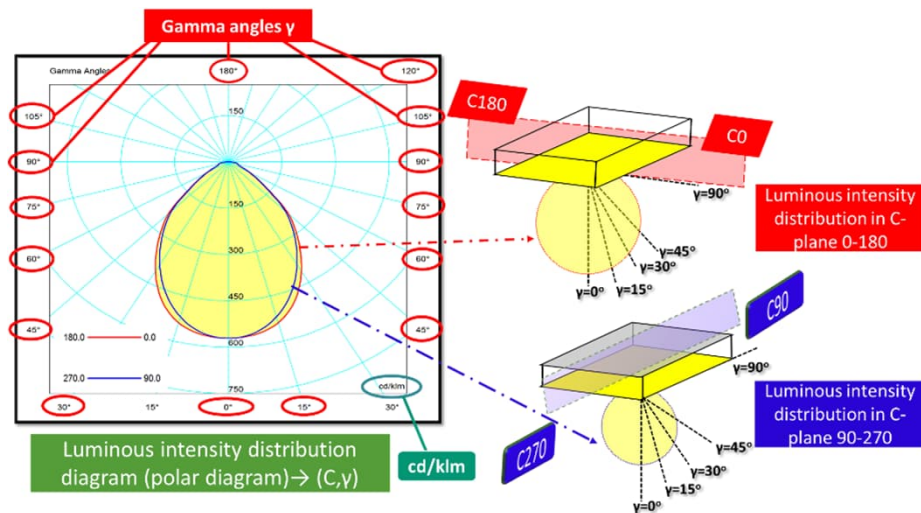 Gamma angles γ
Gamma Angles
180°
120°
105°
105°
90°
90°
75°
75°
60°
60°
45°
45°
30°
15°
0°
15°
30°
150
150
300
450
600
750
cd/klm
180.0
0.0
270.0
90.0
Luminous intensity distribution
diagram (polar diagram)→ (C,γ)
cd/klm
C180
C0
γ=90°
γ=45°
γ=30°
γ=15°
γ=0°
Luminous intensity
distribution in C-
plane 0-180
C90
C270
γ=90°
γ=45°
γ=30°
γ=15°
γ=0°
Luminous intensity
distribution in C-
plane 90-270